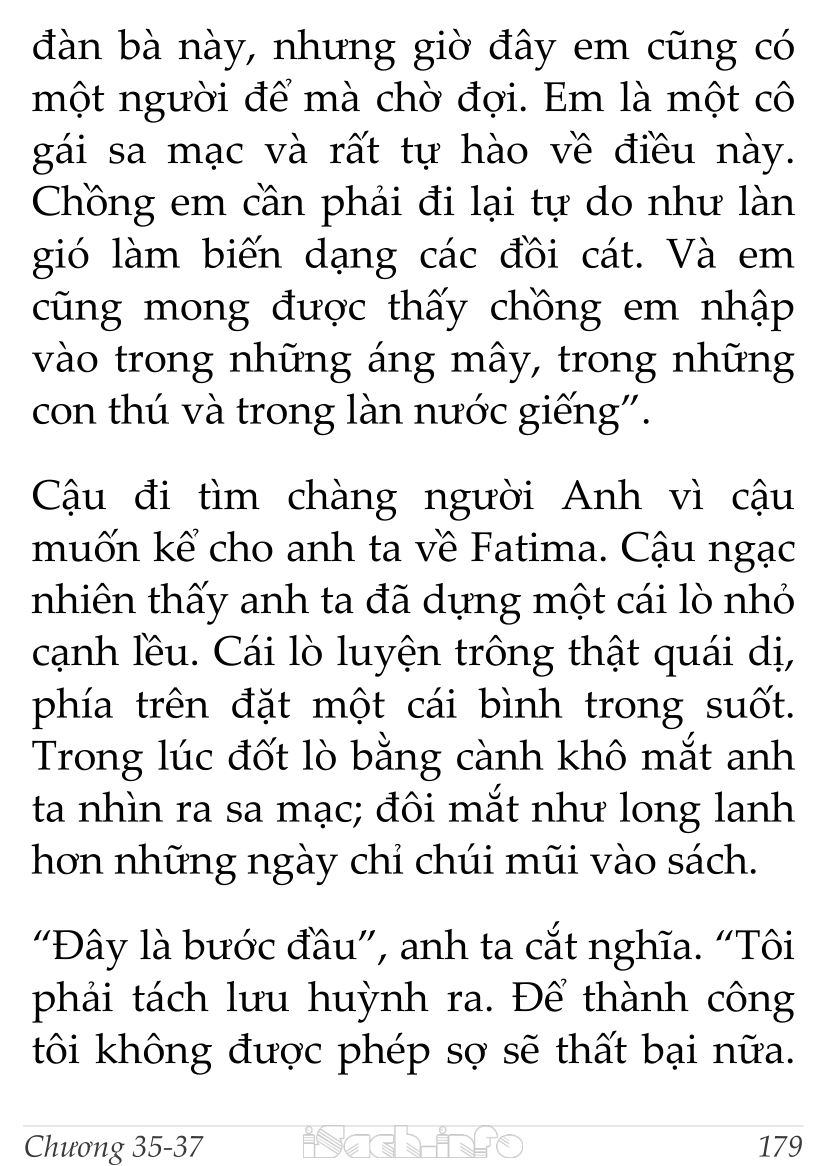 đàn bà này, nhưng giờ đây em cũng có
một người để mà chờ đợi. Em là một cô
gái sa mạc và rất tự hào về điều này.
Chồng em cần phải đi lại tự do như làn
gió làm biến dạng các đồi cát. Và em
cũng mong được thấy chồng em nhập
vào trong những áng mây, trong những
con thú và trong làn nước giếng”.
Cậu đi tìm chàng người Anh vì cậu
muốn kể cho anh ta về Fatima. Cậu ngạc
nhiên thấy anh ta đã dựng một cái lò nhỏ
cạnh lều. Cái lò luyện trông thật quái dị,
phía trên đặt một cái bình trong suốt.
Trong lúc đốt lò bằng cành khô mắt anh
ta nhìn ra sa mạc; đôi mắt như long lanh
hơn những ngày chỉ chúi mũi vào sách.
“Đây là bước đầu”, anh ta cắt nghĩa. “Tôi
phải tách lưu huỳnh ra. Để thành công
tôi không được phép sợ sẽ thất bại nữa.
Chương 35-37 iSach.info 179